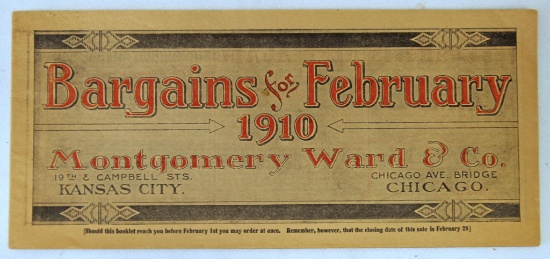 Bargains for February
1910
Montgomery Ward & Co.
19TH & CAMPBELL STS.
KANSAS CITY.
CHICAGO AVE. BRIDGE
CHICAGO.
[Should this booklet reach you before February 1st you may order at once. Remember, however, that the closing date of this sale is February 28]